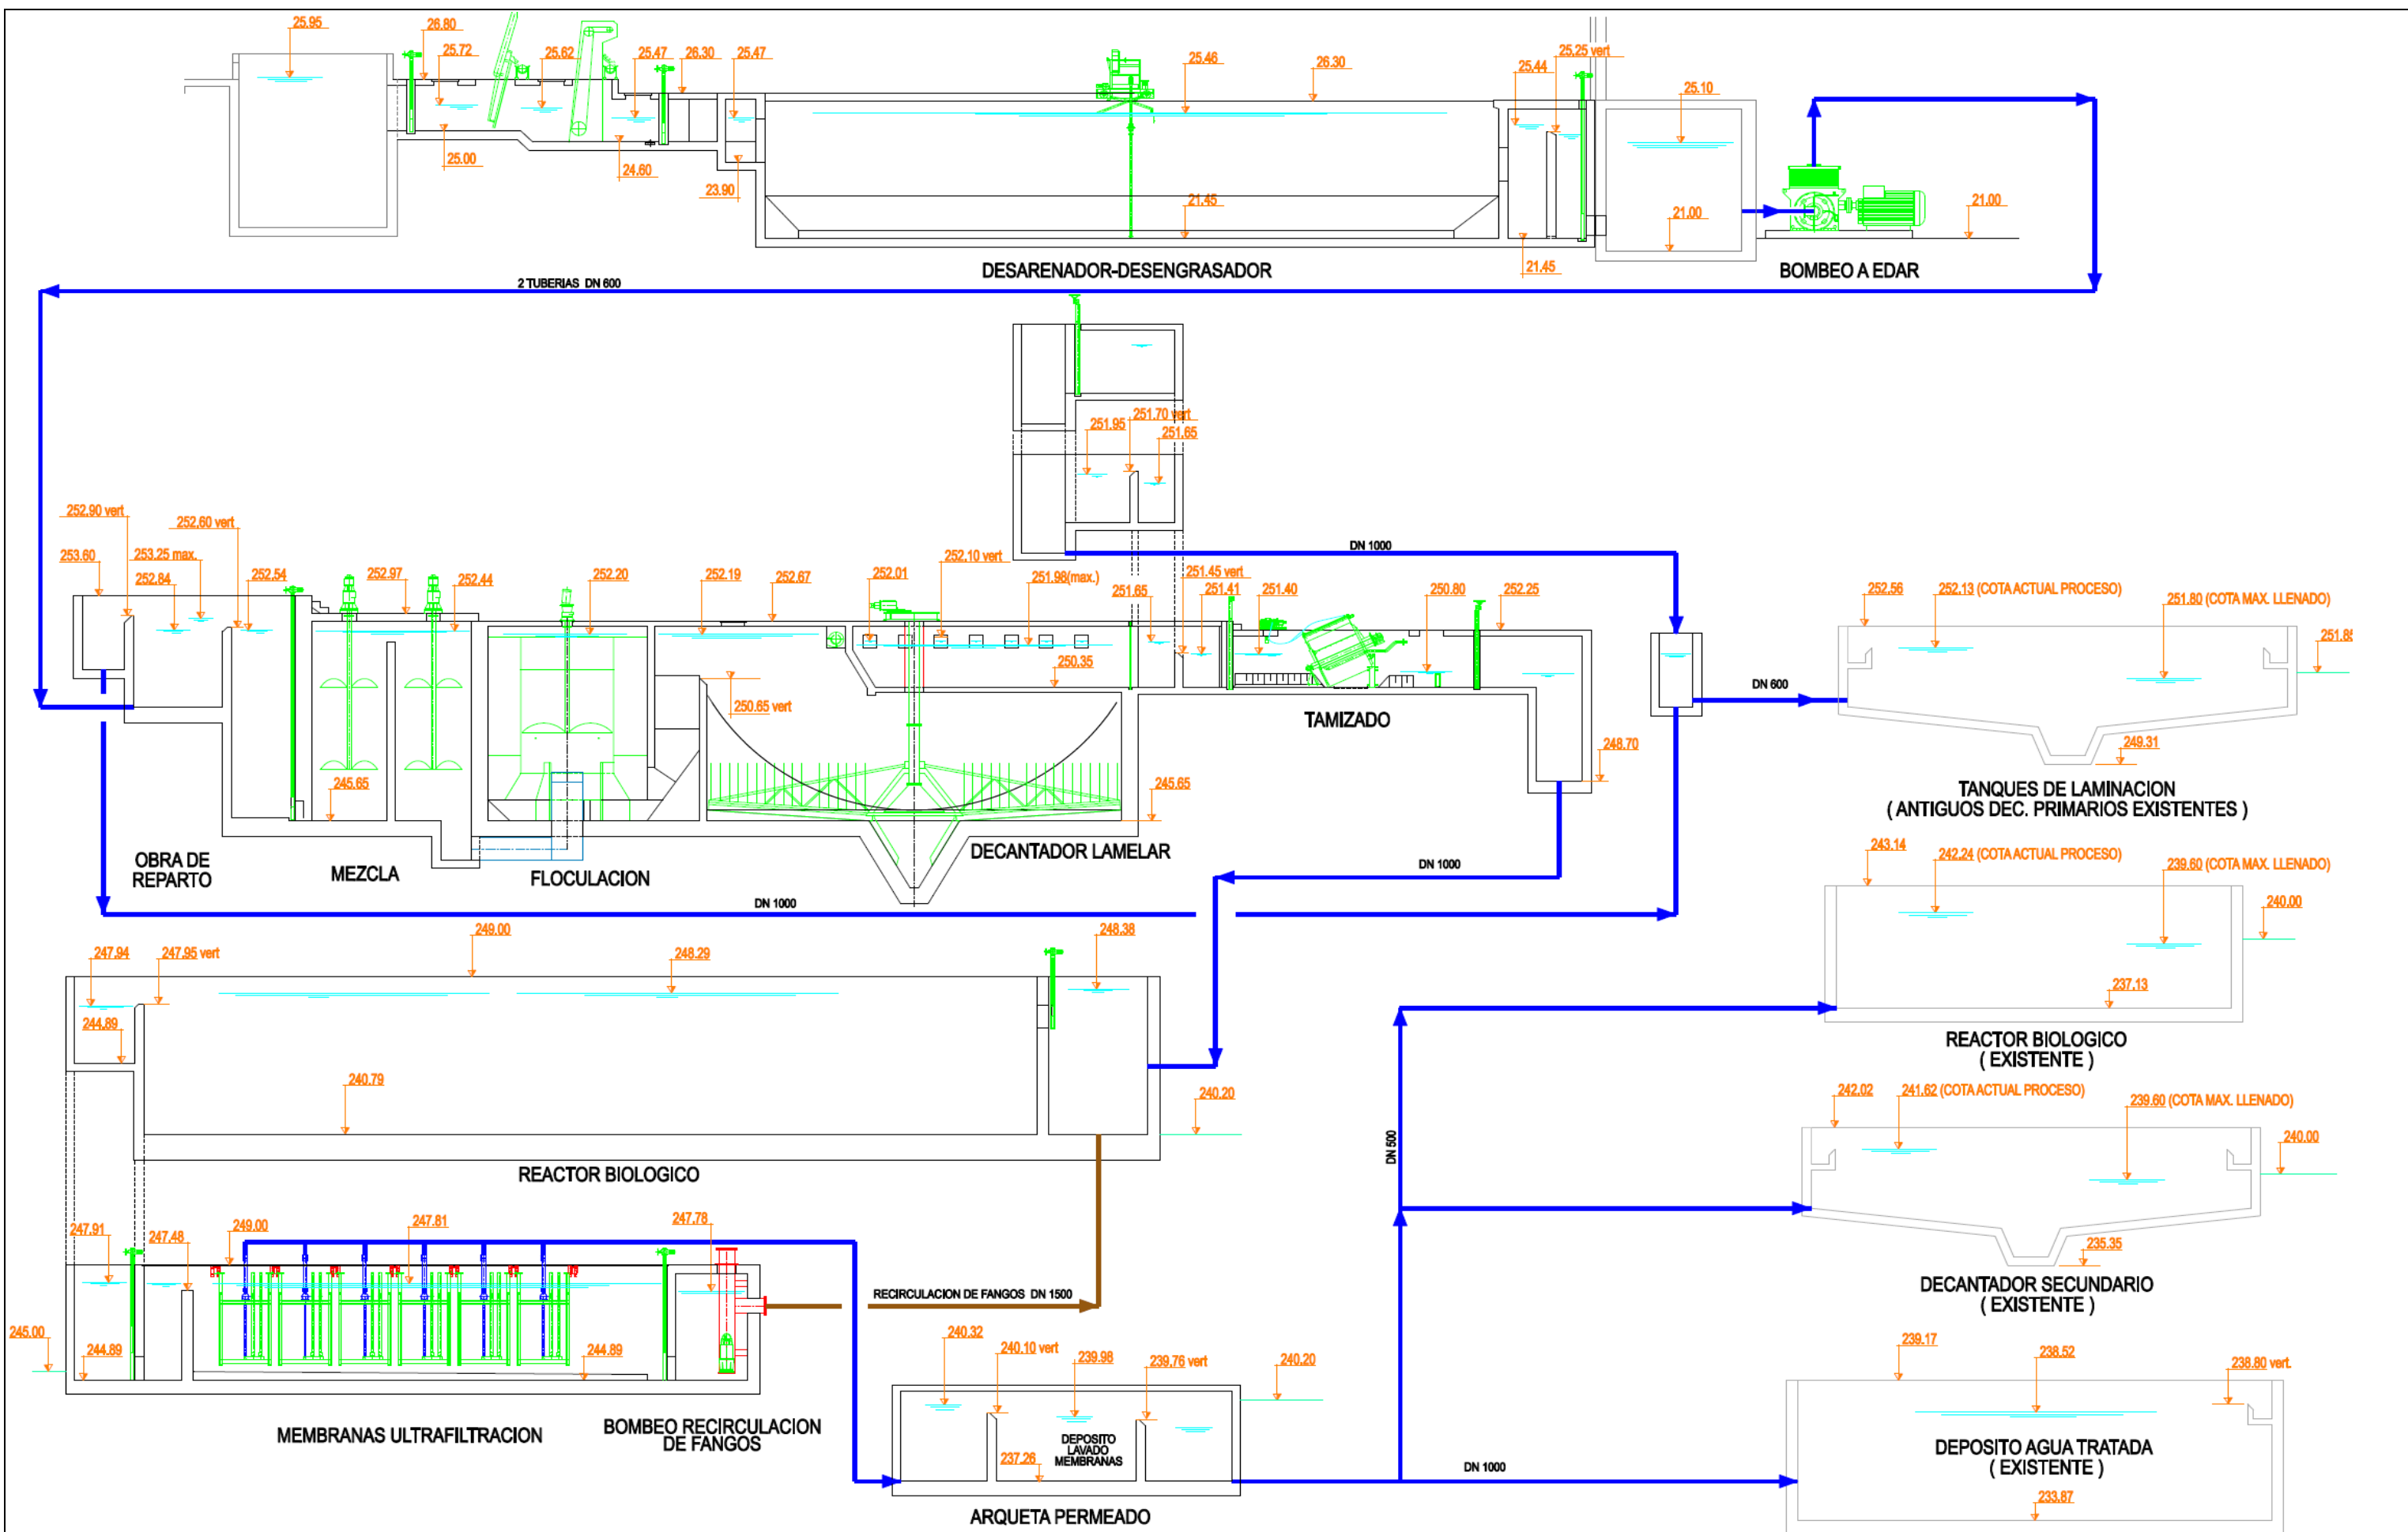 25.95
26.80
25.72
25.62
25.47
26.30
25.47
25.46
26.30
25.44
25.25 vert
25.10
25.00
24.60
23.90
21.45
21.45
21.00
21.00
DESARENADOR-DESENGRASADOR
BOMBEO A EDAR
2 TUBERIAS DN 600
251.95
251.70 vert
251.65
DN 1000
252.90 vert
252.60 vert
253.60
253.25 max.
252.84
252.54
252.97
252.44
252.20
252.19
252.67
252.01
252.10 vert
251.98(max.)
251.65
251.45 vert
251.41
251.40
250.80
252.25
250.35
250.65 vert
245.65
245.65
248.70
TAMIZADO
OBRA DE
REPARTO
MEZCLA
FLOCULACION
DECANTADOR LAMELAR
DN 1000
DN 1000
DN 600
252.56
252.13 (COTA ACTUAL PROCESO)
251.80 (COTA MAX. LLENADO)
249.31
TANQUES DE LAMINACION
( ANTIGUOS DEC. PRIMARIOS EXISTENTES )
243.14
242.24 (COTA ACTUAL PROCESO)
239.60 (COTA MAX. LLENADO)
240.00
237.13
REACTOR BIOLOGICO
( EXISTENTE )
247.94
247.95 vert
249.00
248.29
248.38
244.89
240.79
240.20
REACTOR BIOLOGICO
242.02
241.62 (COTA ACTUAL PROCESO)
239.60 (COTA MAX. LLENADO)
240.00
235.35
DECANTADOR SECUNDARIO
( EXISTENTE )
DN 500
247.91
247.48
249.00
247.81
247.78
245.00
244.89
244.89
RECIRCULACION DE FANGOS DN 1500
MEMBRANAS ULTRAFILTRACION
BOMBEO RECIRCULACION
DE FANGOS
240.32
240.10 vert
239.98
239.76 vert
240.20
237.26
DEPOSITO
LAVADO
MEMBRANAS
ARQUETA PERMEADO
DN 1000
239.17
238.52
238.80 vert.
DEPOSITO AGUA TRATADA
( EXISTENTE )
233.87